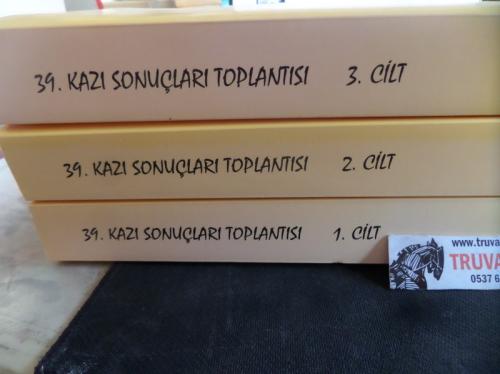 39. KAZI SONUÇLARI TOPLANTISI 3. CİLT
39. KAZI SONUÇLARI TOPLANTISI 2. CİLT
39. KAZI SONUÇLARI TOPLANTISI 1. CİLT
www.truva
TRUVA
0537 6